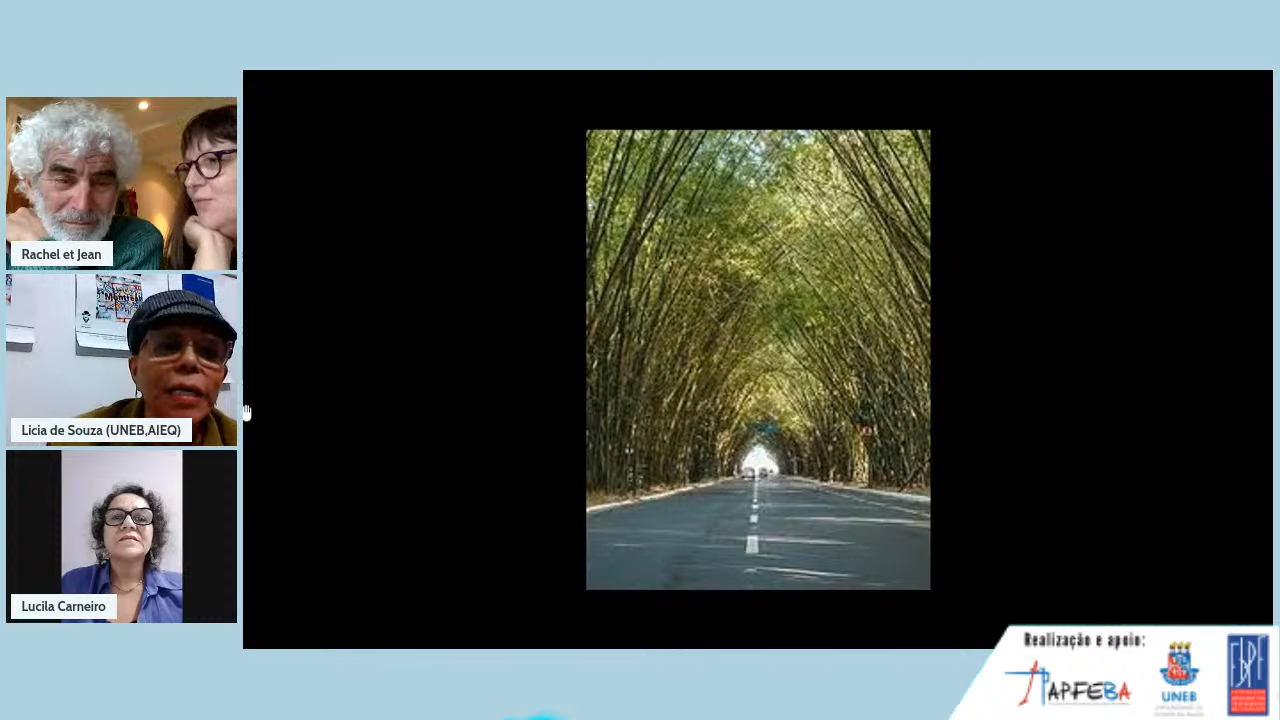 Rachel et Jean
Licia de Souza (UNEB,AIEQ)
Lucila Carneiro
Realização e apoio:
APFEBA
UNEB